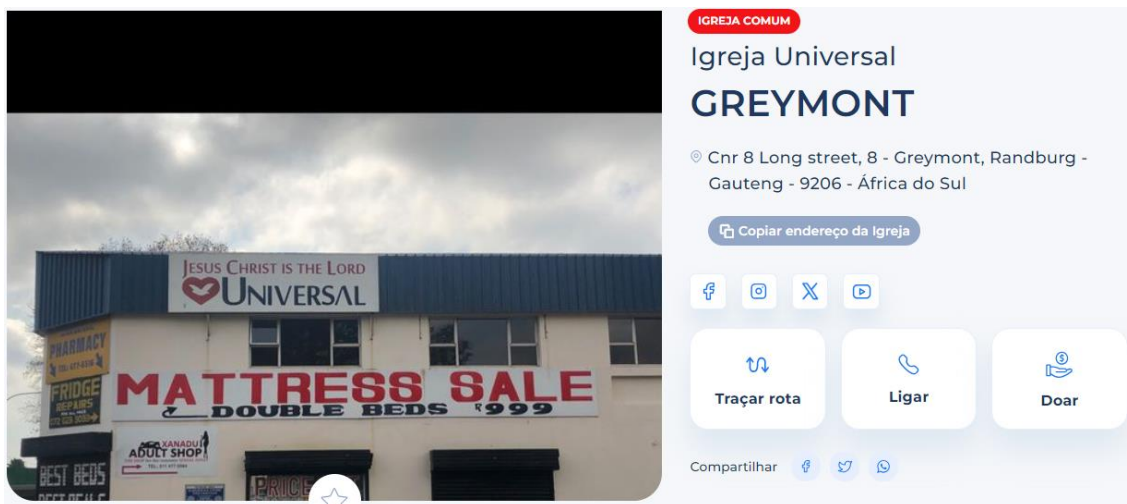 JESUS CHRIST IS THE LORD
UNIVERSAL
PHARMACY
FRIDGE
REPAIRS
MATTRESS SALE
DOUBLE BEDS R999
XANADU
ADULT SHOP
BEST BEDS
BEST DEALS
PRICE
IGREJA COMUM
Igreja Universal
GREYMONT
Cnr 8 Long street, 8 - Greymont, Randburg -
Gauteng - 9206 - África do Sul
Copiar endereço da Igreja
Traçar rota
Ligar
Doar
Compartilhar